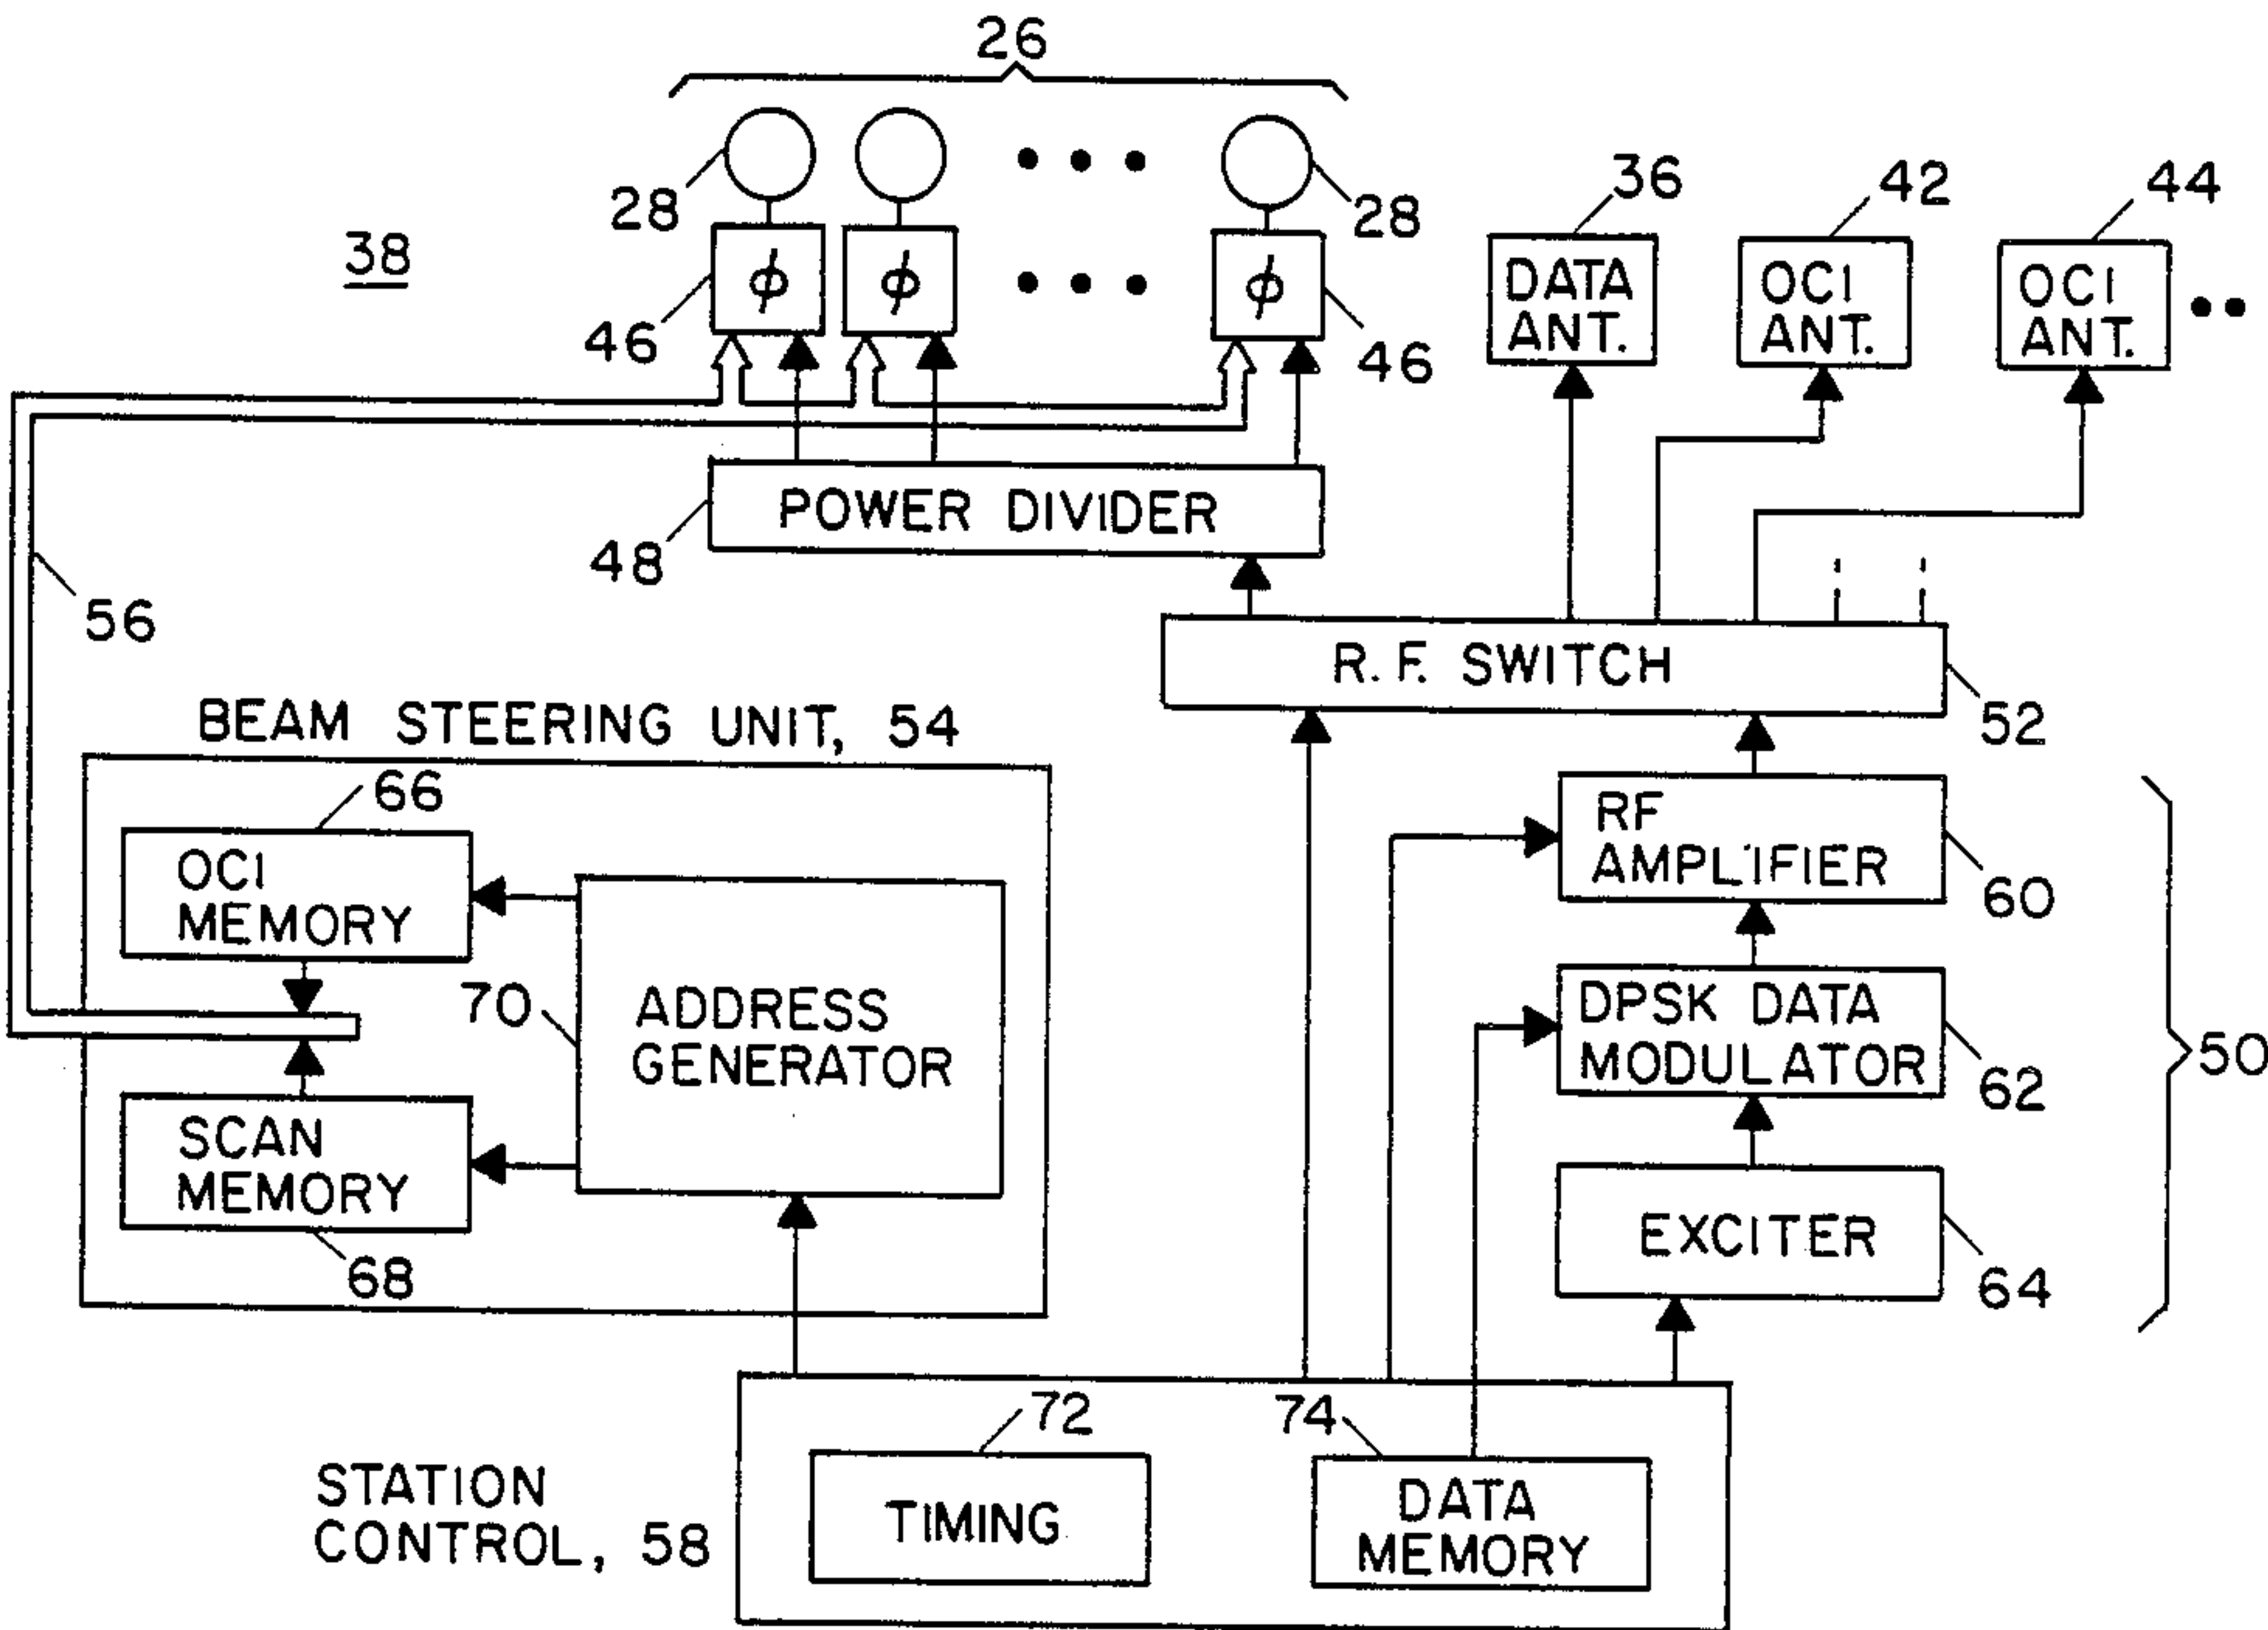 26
28
28
38
ϕ
ϕ
ϕ
46
46
36
42
44
DATA
ANT.
OCI
ANT.
OCI
ANT.
POWER DIVIDER
48
56
R.F. SWITCH
52
BEAM STEERING UNIT, 54
66
OCI
MEMORY
70
ADDRESS
GENERATOR
SCAN
MEMORY
68
RF
AMPLIFIER
60
DPSK DATA
MODULATOR
62
50
EXCITER
64
STATION
CONTROL, 58
72
TIMING
74
DATA
MEMORY